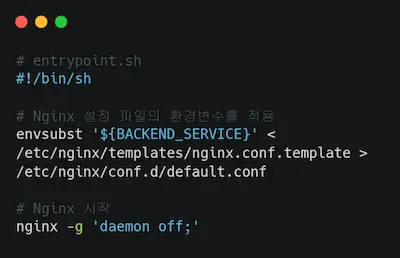 # entrypoint.sh
#!/bin/sh
# Nginx 설정 파일의 환경변수를 적용
envsubst '${BACKEND_SERVICE}' <
/etc/nginx/templates/nginx.conf.template >
/etc/nginx/conf.d/default.conf
# Nginx 시작
nginx -g 'daemon off;'